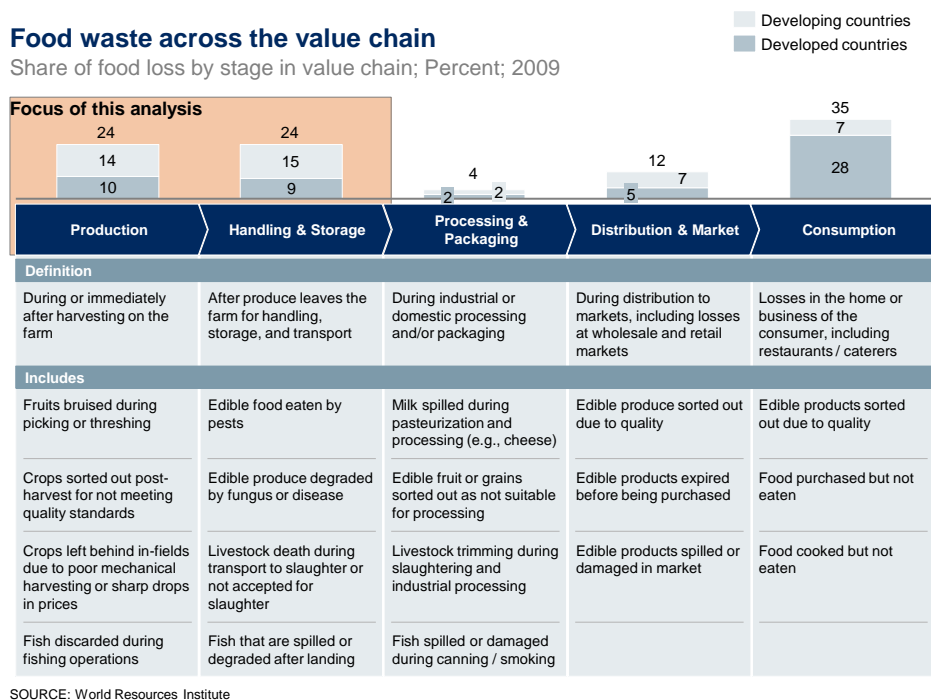 Food waste across the value chain
Share of food loss by stage in value chain; Percent; 2009
Developing countries
Developed countries
Focus of this analysis
24
14
10
24
15
9
4
2
2
12
7
5
35
7
28
Production
Handling & Storage
Processing &
Packaging
Distribution & Market
Consumption
Definition
During or immediately
after harvesting on the
farm
After produce leaves the
farm for handling,
storage, and transport
During industrial or
domestic processing
and/or packaging
During distribution to
markets, including losses
at wholesale and retail
markets
Losses in the home or
business of the
consumer, including
restaurants / caterers
Includes
Fruits bruised during
picking or threshing
Edible food eaten by
pests
Milk spilled during
pasteurization and
processing (e.g., cheese)
Edible produce sorted out
due to quality
Edible products sorted
out due to quality
Crops sorted out post-
harvest for not meeting
quality standards
Edible produce degraded
by fungus or disease
Edible fruit or grains
sorted out as not suitable
for processing
Edible products expired
before being purchased
Food purchased but not
eaten
Crops left behind in-fields
due to poor mechanical
harvesting or sharp drops
in prices
Livestock death during
transport to slaughter or
not accepted for
slaughter
Livestock trimming during
slaughtering and
industrial processing
Edible products spilled or
damaged in market
Food cooked but not
eaten
Fish discarded during
fishing operations
Fish that are spilled or
degraded after landing
Fish spilled or damaged
during canning / smoking
SOURCE: World Resources Institute